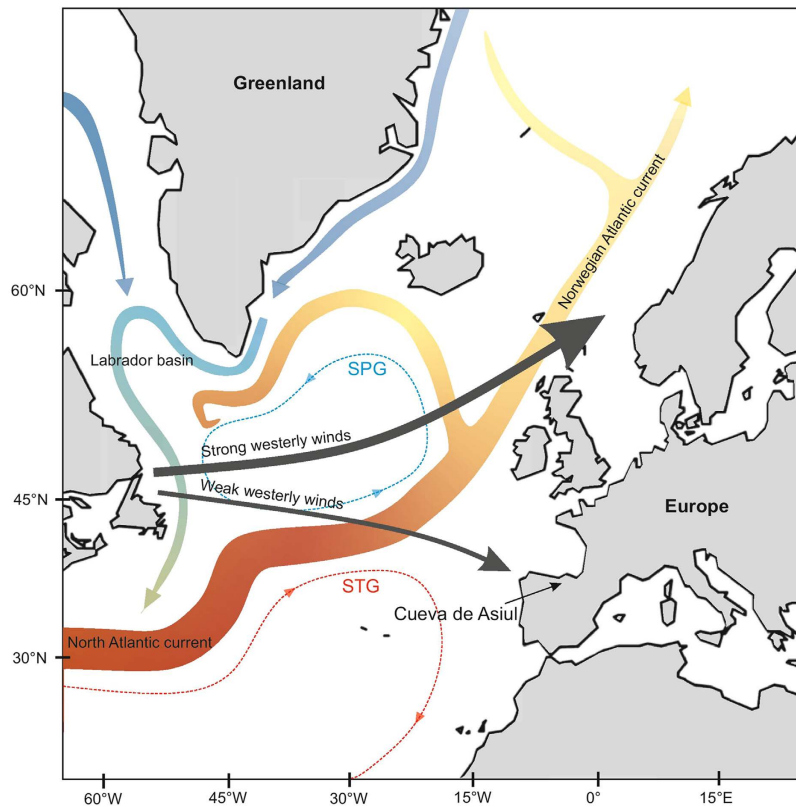 Greenland
Norwegian Atlantic current
60°N
Labrador basin
SPG
Strong westerly winds
Weak westerly winds
45°N
Europe
STG
Cueva de Asiul
North Atlantic current
30°N
60°W
45°W
30°W
15°W
0°
15°E